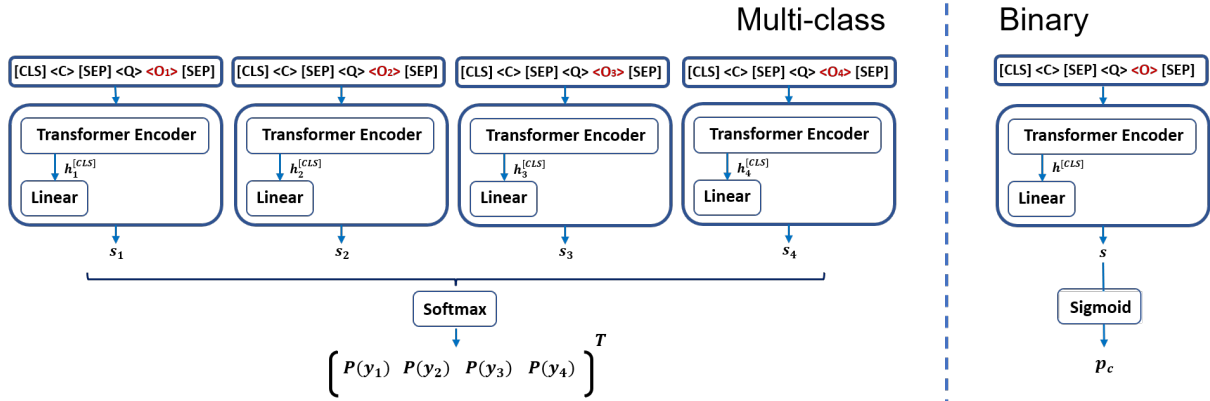 Multi-class
Binary
[CLS] <C> [SEP] <Q> <O₁> [SEP]
[CLS] <C> [SEP] <Q> <O₂> [SEP]
[CLS] <C> [SEP] <Q> <O₃> [SEP]
[CLS] <C> [SEP] <Q> <O₄> [SEP]
[CLS] <C> [SEP] <Q> <O> [SEP]
Transformer Encoder
Transformer Encoder
Transformer Encoder
Transformer Encoder
Transformer Encoder
h₁^[CLS]
h₂^[CLS]
h₃^[CLS]
h₄^[CLS]
h^[CLS]
Linear
Linear
Linear
Linear
Linear
s₁
s₂
s₃
s₄
s
Softmax
Sigmoid
[P(y₁) P(y₂) P(y₃) P(y₄)]^T
p_c